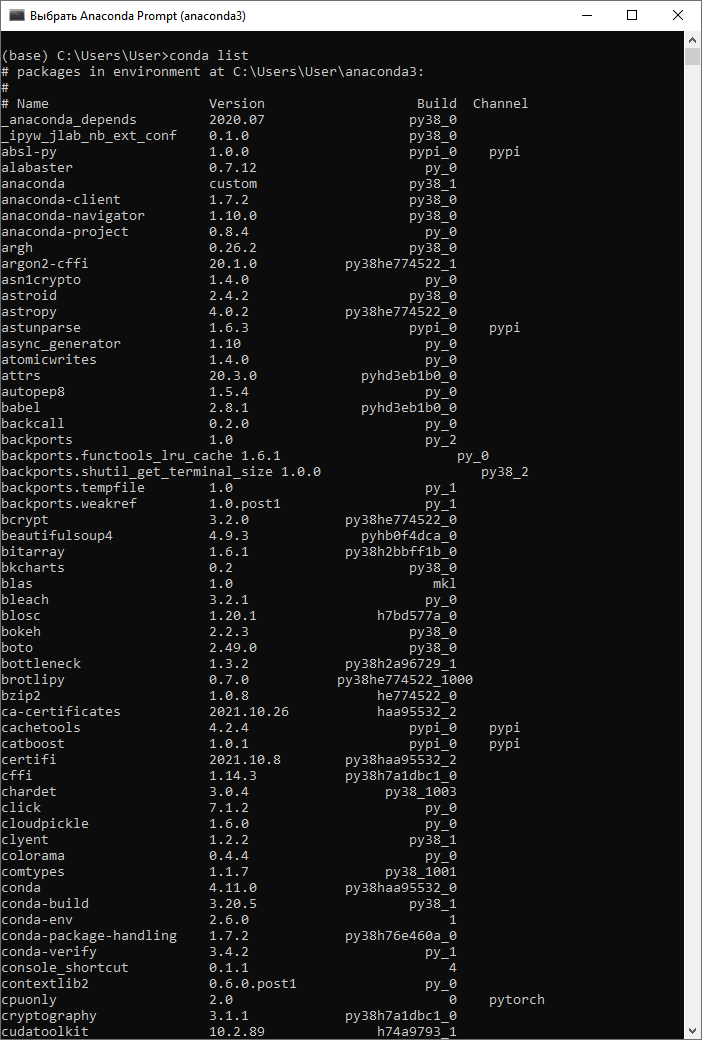 Выбрать Anaconda Prompt (anaconda3)
(base) C:\Users\User>conda list
# packages in environment at C:\Users\User\anaconda3:
#
# Name Version Build Channel
_anaconda_depends 2020.07 py38_0
_ipyw_jlab_nb_ext_conf 0.1.0 py38_0
absl-py 1.0.0 pypi_0 pypi
alabaster 0.7.12 py_0
anaconda custom py38_1
anaconda-client 1.7.2 py38_0
anaconda-navigator 1.10.0 py38_0
anaconda-project 0.8.4 py_0
argh 0.26.2 py38_0
argon2-cffi 20.1.0 py38he774522_1
asn1crypto 1.4.0 py_0
astroid 2.4.2 py38_0
astropy 4.0.2 py38he774522_0
astunparse 1.6.3 pypi_0 pypi
async_generator 1.10 py_0
atomicwrites 1.4.0 py_0
attrs 20.3.0 pyhd3eb1b0_0
autopep8 1.5.4 py_0
babel 2.8.1 pyhd3eb1b0_0
backcall 0.2.0 py_0
backports 1.0 py_2
backports.functools_lru_cache 1.6.1 py_0
backports.shutil_get_terminal_size 1.0.0 py38_2
backports.tempfile 1.0 py_1
backports.weakref 1.0.post1 py_1
bcrypt 3.2.0 py38he774522_0
beautifulsoup4 4.9.3 pyhb0f4dca_0
bitarray 1.6.1 py38h2bbff1b_0
bkcharts 0.2 py38_0
blas 1.0 mkl
bleach 3.2.1 py_0
blosc 1.20.1 h7bd577a_0
bokeh 2.2.3 py38_0
boto 2.49.0 py38_0
bottleneck 1.3.2 py38h2a96729_1
brotlipy 0.7.0 py38he774522_1000
bzip2 1.0.8 he774522_0
ca-certificates 2021.10.26 haa95532_2
cachetools 4.2.4 pypi_0 pypi
catboost 1.0.1 pypi_0 pypi
certifi 2021.10.8 py38haa95532_2
cffi 1.14.3 py38h7a1dbc1_0
chardet 3.0.4 py38_1003
click 7.1.2 py_0
cloudpickle 1.6.0 py_0
clyent 1.2.2 py38_1
colorama 0.4.4 py_0
comtypes 1.1.7 py38_1001
conda 4.11.0 py38haa95532_0
conda-build 3.20.5 py38_1
conda-env 2.6.0 1
conda-package-handling 1.7.2 py38h76e460a_0
conda-verify 3.4.2 py_1
console_shortcut 0.1.1 4
contextlib2 0.6.0.post1 py_0
cpuonly 2.0 0 pytorch
cryptography 3.1.1 py38h7a1dbc1_0
cudatoolkit 10.2.89 h74a9793_1